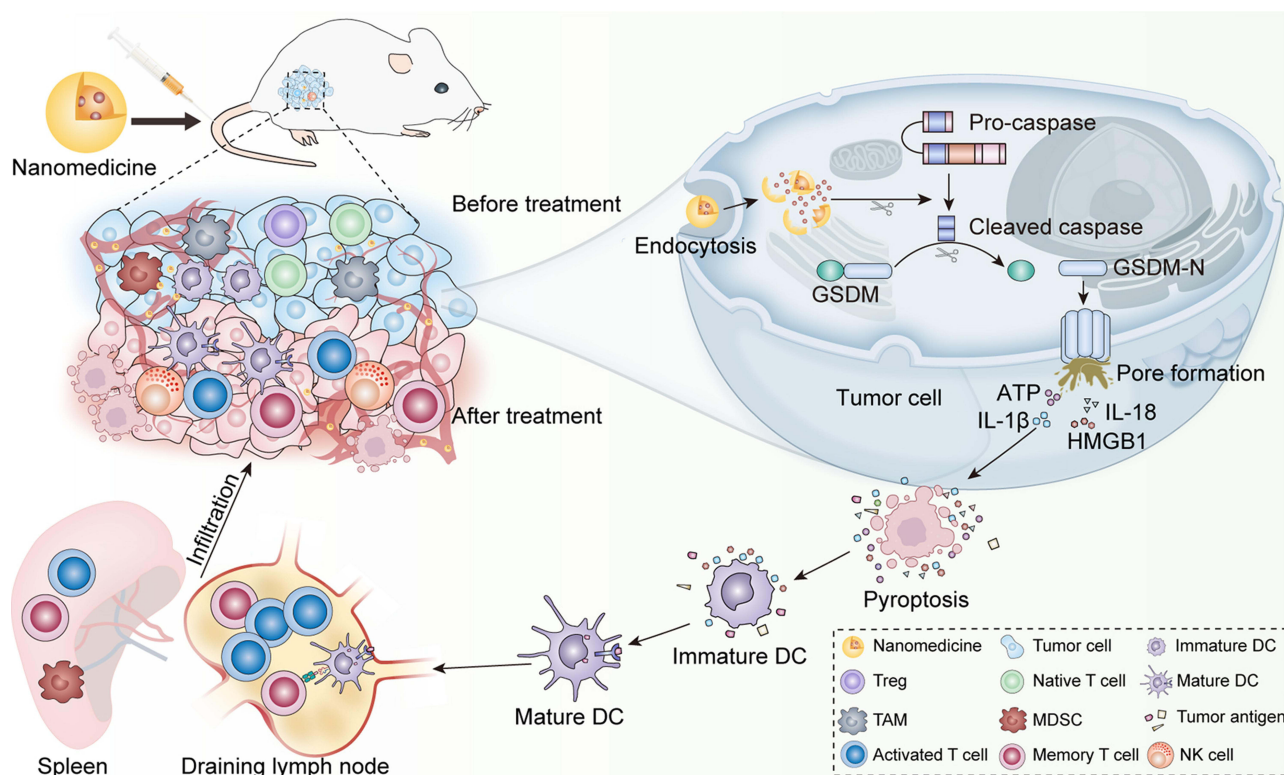 Nanomedicine
Before treatment
After treatment
Infiltration
Spleen
Draining lymph node
Endocytosis
Pro-caspase
Cleaved caspase
GSDM
GSDM-N
Pore formation
Tumor cell
ATP
IL-1β
IL-18
HMGB1
Pyroptosis
Immature DC
Mature DC
Nanomedicine
Tumor cell
Immature DC
Treg
Native T cell
Mature DC
TAM
MDSC
Tumor antigen
Activated T cell
Memory T cell
NK cell